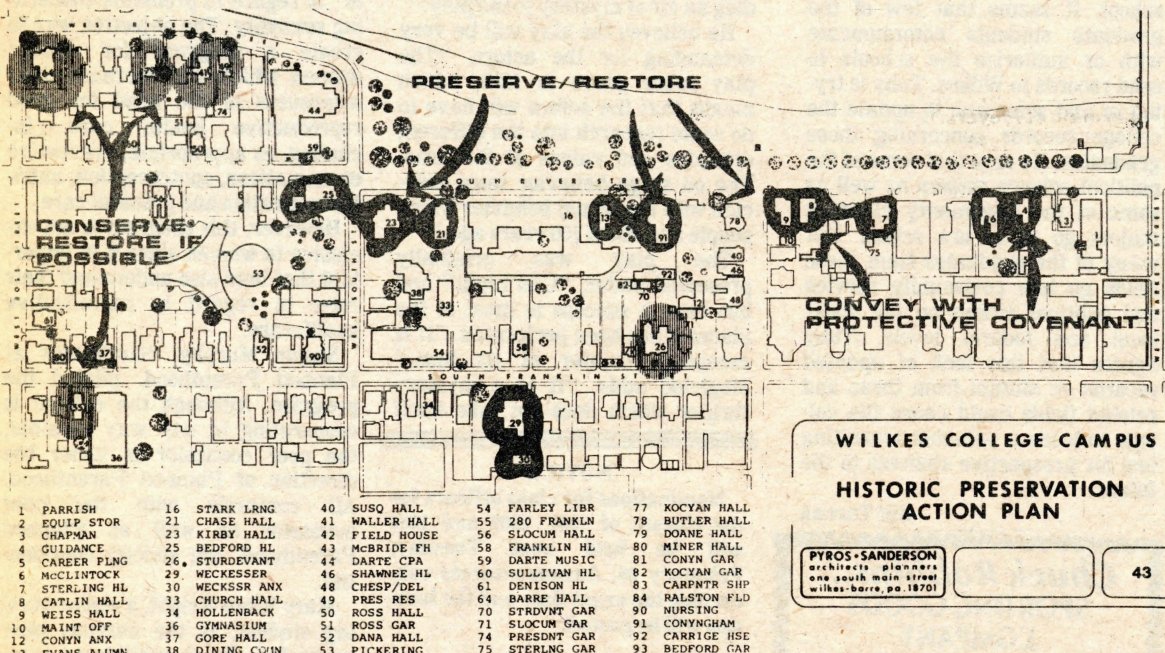 WEST RIVER
PRESERVE/RESTORE
SOUTH RIVER STREET
CONSERVE•
RESTORE IF
POSSIBLE
CONVEY WITH
PROTECTIVE COVENANT
SOUTH FRANKLIN STREET
WILKES COLLEGE CAMPUS
HISTORIC PRESERVATION
ACTION PLAN
PYROS•SANDERSON
architects planners
one south main street
wilkes-barre, pa.18701
43
1 PARRISH
2 EQUIP STOR
3 CHAPMAN
4 GUIDANCE
5 CAREER PLNG
6 McCLINTOCK
7 STERLING HL
8 CATLIN HALL
9 WEISS HALL
10 MAINT OFF
12 CONYN ANX
13 EVANS ALUMN
16 STARK LRNG
21 CHASE HALL
23 KIRBY HALL
25 BEDFORD HL
26 STURDEVANT
29 WECKESSER
30 WECKSSR ANX
33 CHURCH HALL
34 HOLLENBACK
36 GYMNASIUM
37 GORE HALL
38 DINING COUN
40 SUSQ HALL
41 WALLER HALL
42 FIELD HOUSE
43 McBRIDE FH
44 DARTE CPA
46 SHAWNEE HL
48 CHESP/DEL
49 PRES RES
50 ROSS HALL
51 ROSS GAR
52 DANA HALL
53 PICKERING
54 FARLEY LIBR
55 280 FRANKLN
56 SLOCUM HALL
58 FRANKLIN HL
59 DARTE MUSIC
60 SULLIVAN HL
61 DENISON HL
64 BARRE HALL
70 STRDVNT GAR
71 SLOCUM GAR
74 PRESDNT GAR
75 STERLNG GAR
77 KOCYAN HALL
78 BUTLER HALL
79 DOANE HALL
80 MINER HALL
81 CONYN GAR
82 KOCYAN GAR
83 CARPNTR SHP
84 RALSTON FLD
90 NURSING
91 CONYNGHAM
92 CARRIGE HSE
93 BEDFORD GAR